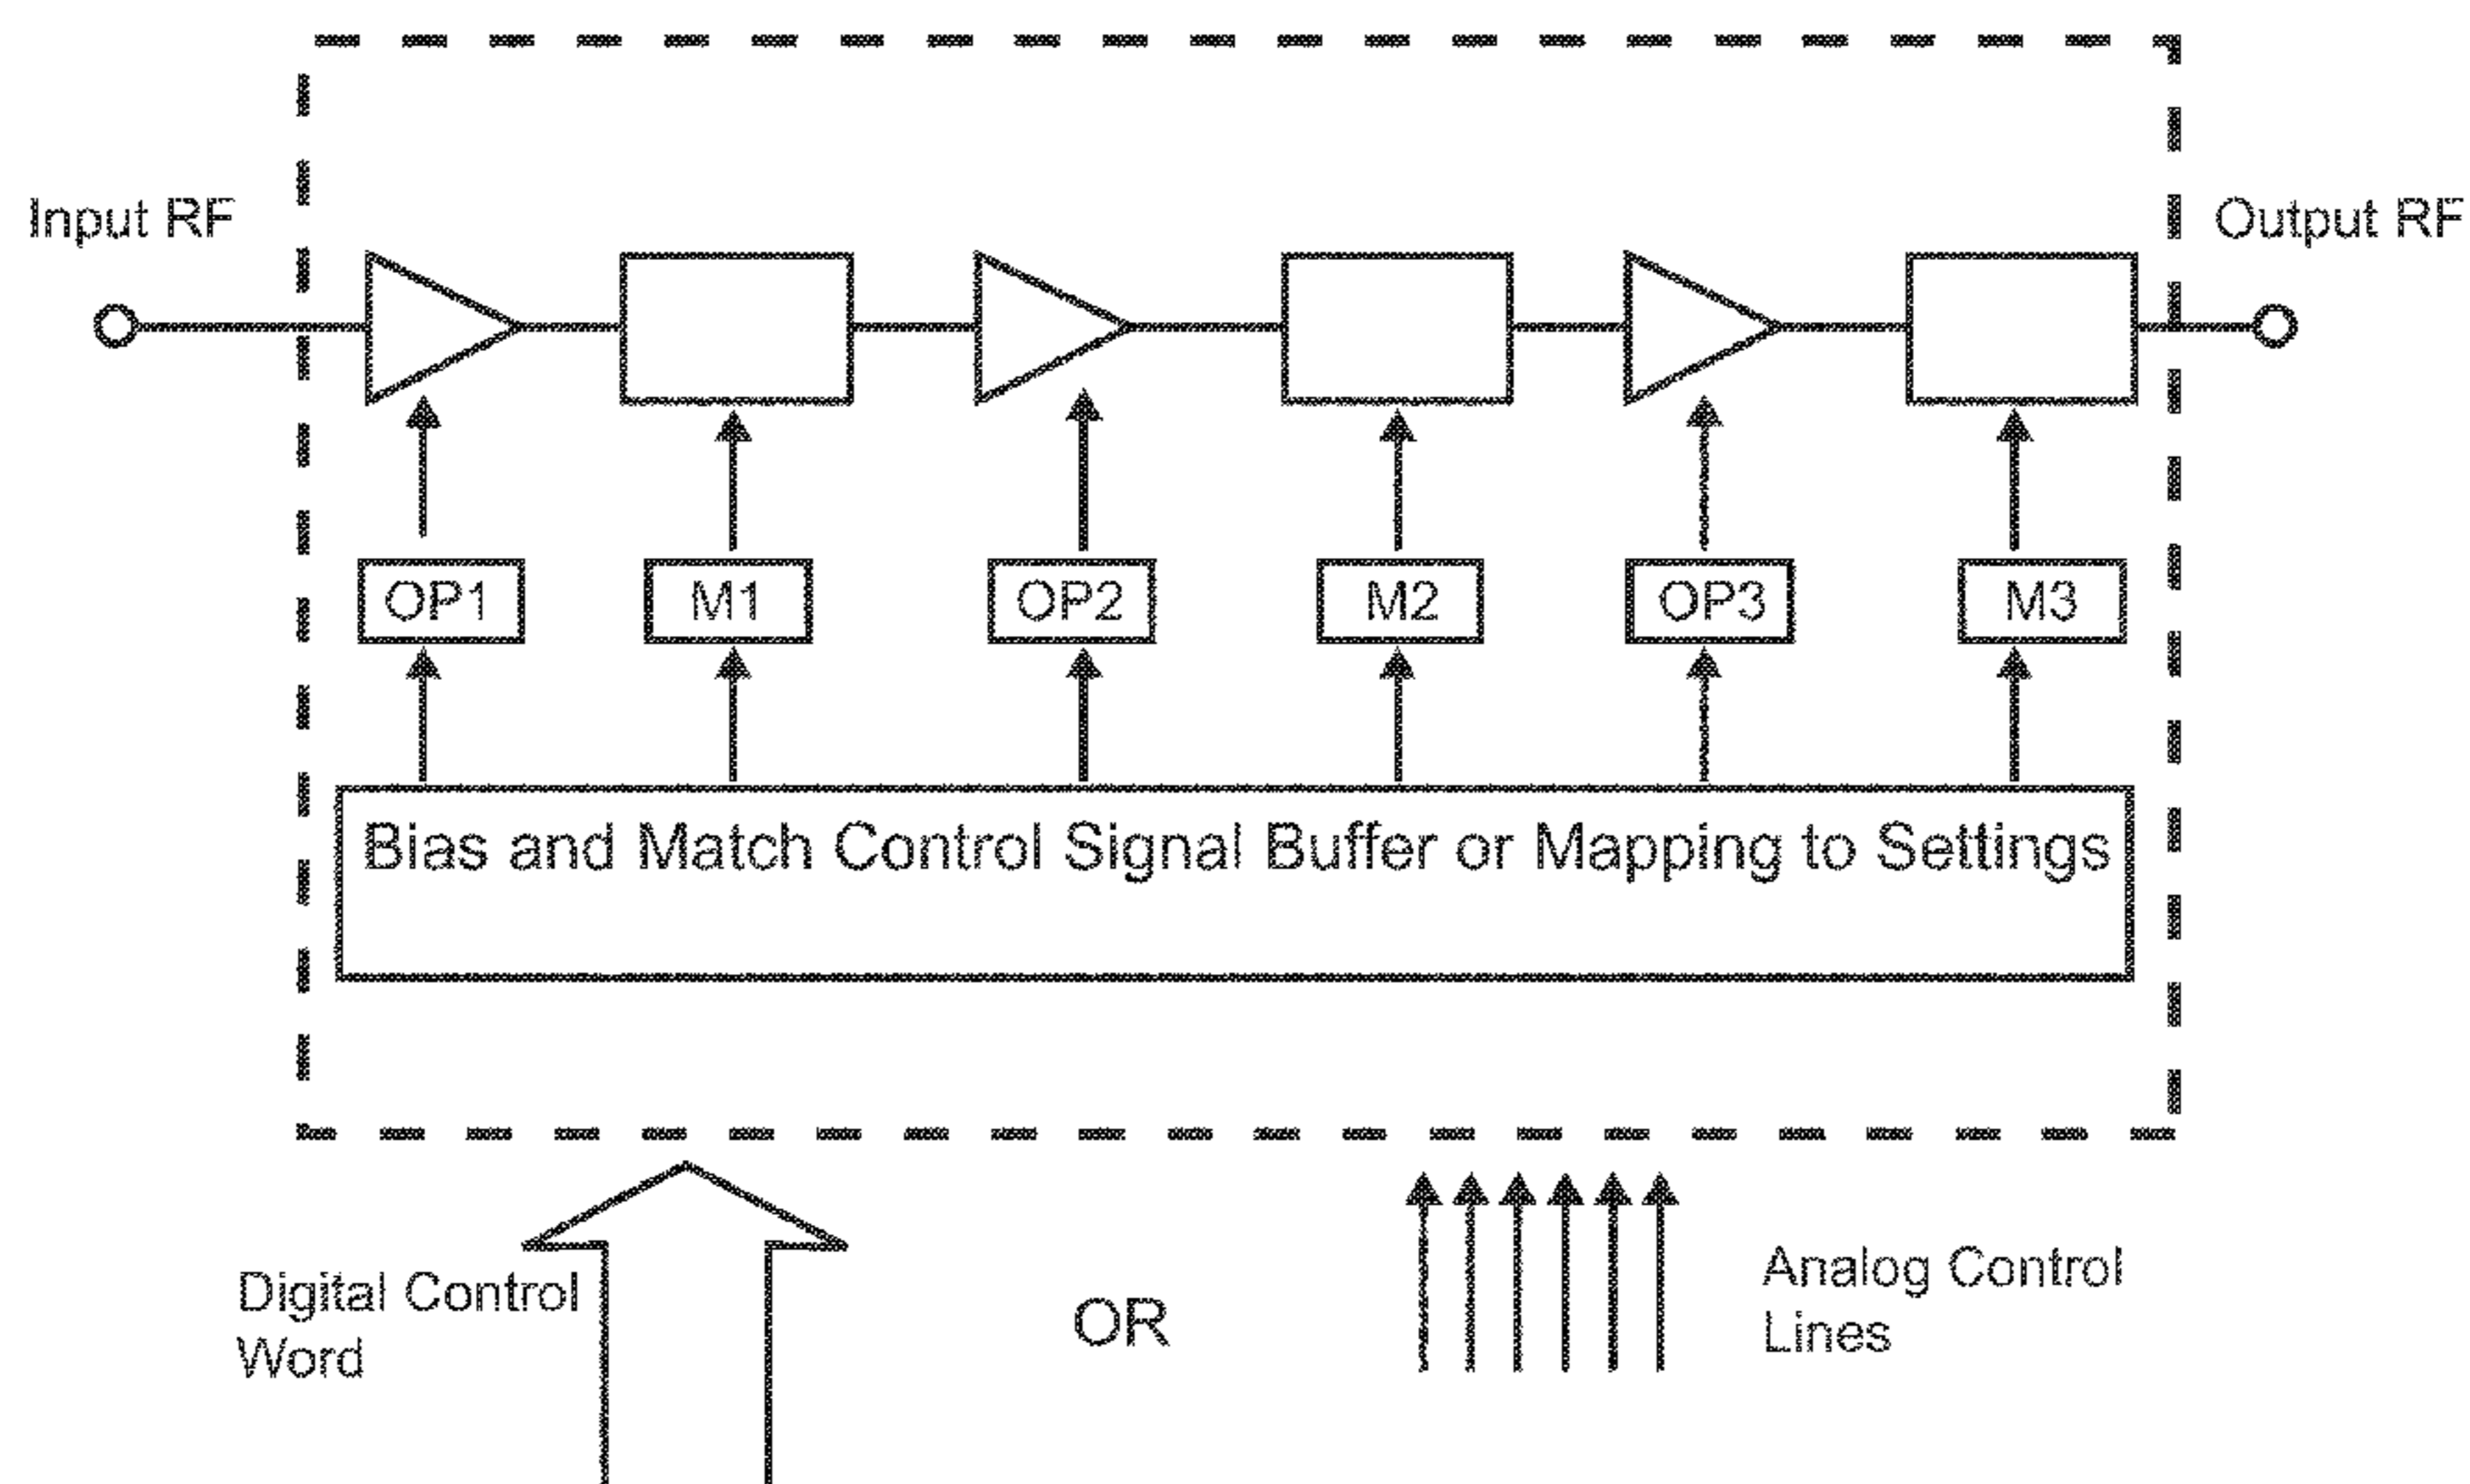 Input RF
Output RF
OP1
M1
OP2
M2
OP3
M3
Bias and Match Control Signal Buffer or Mapping to Settings
Digital Control
Word
OR
Analog Control
Lines